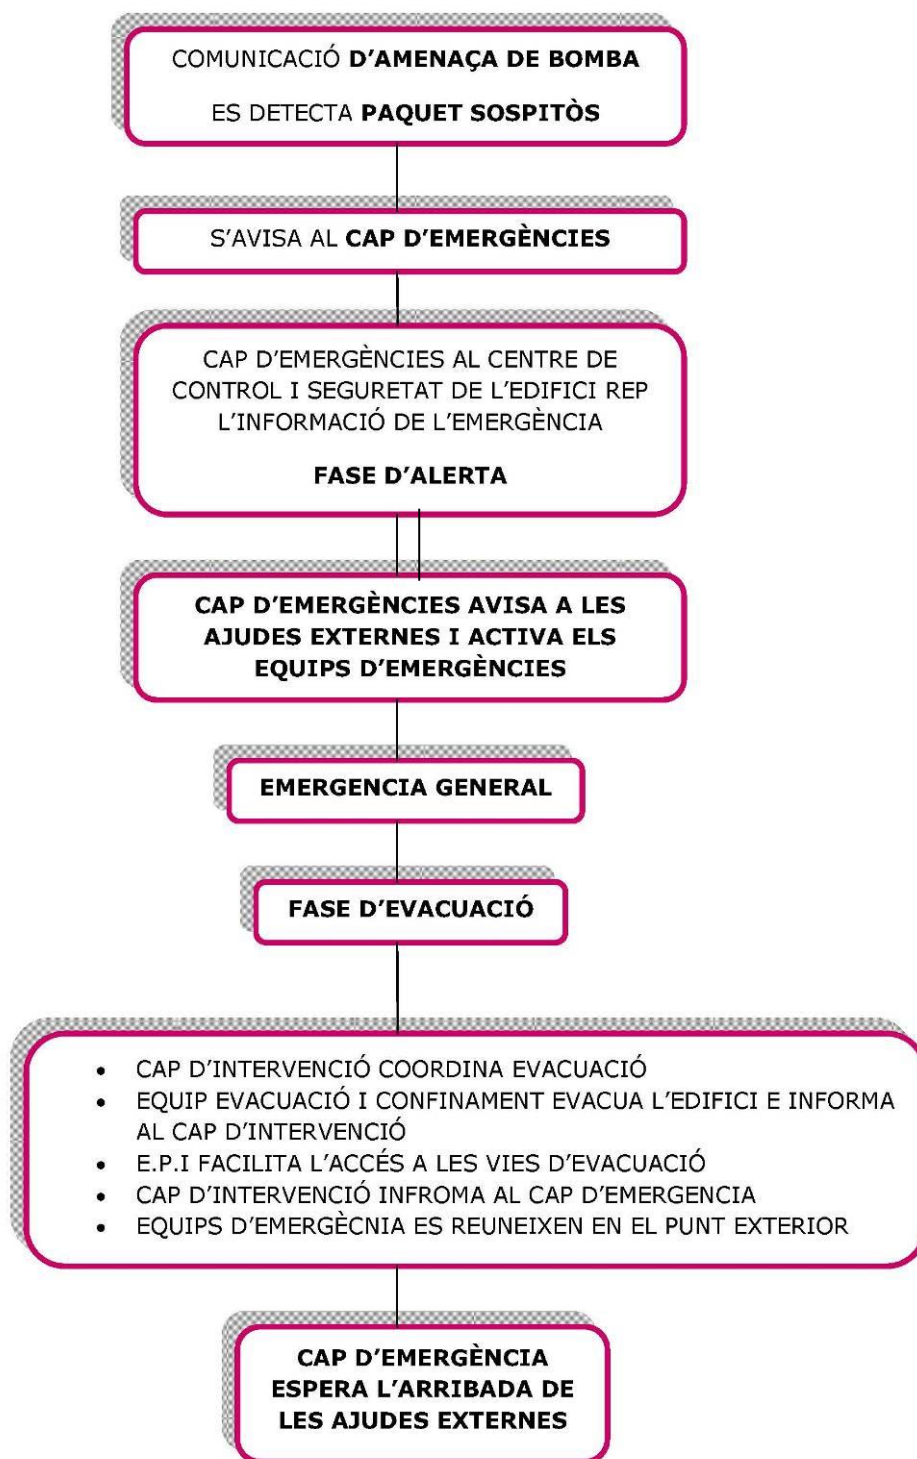 COMUNICACIÓ D'AMENAÇA DE BOMBA
ES DETECTA PAQUET SOSPITÒS
S'AVISA AL CAP D'EMERGÈNCIES
CAP D'EMERGÈNCIES AL CENTRE DE
CONTROL I SEGURETAT DE L'EDIFICI REP
L'INFORMACIÓ DE L'EMERGÈNCIA
FASE D'ALERTA
CAP D'EMERGÈNCIES AVISA A LES
AJUDES EXTERNES I ACTIVA ELS
EQUIPS D'EMERGÈNCIES
EMERGENCIA GENERAL
FASE D'EVACUACIÓ
• CAP D'INTERVENCIÓ COORDINA EVACUACIÓ
• EQUIP EVACUACIÓ I CONFINAMENT EVACUA L'EDIFICI E INFORMA
AL CAP D'INTERVENCIÓ
• E.P.I FACILITA L'ACCÉS A LES VIES D'EVACUACIÓ
• CAP D'INTERVENCIÓ INFROMA AL CAP D'EMERGENCIA
• EQUIPS D'EMERGÈCNIA ES REUNEIXEN EN EL PUNT EXTERIOR
CAP D'EMERGÈNCIA
ESPERA L'ARRIBADA DE
LES AJUDES EXTERNES